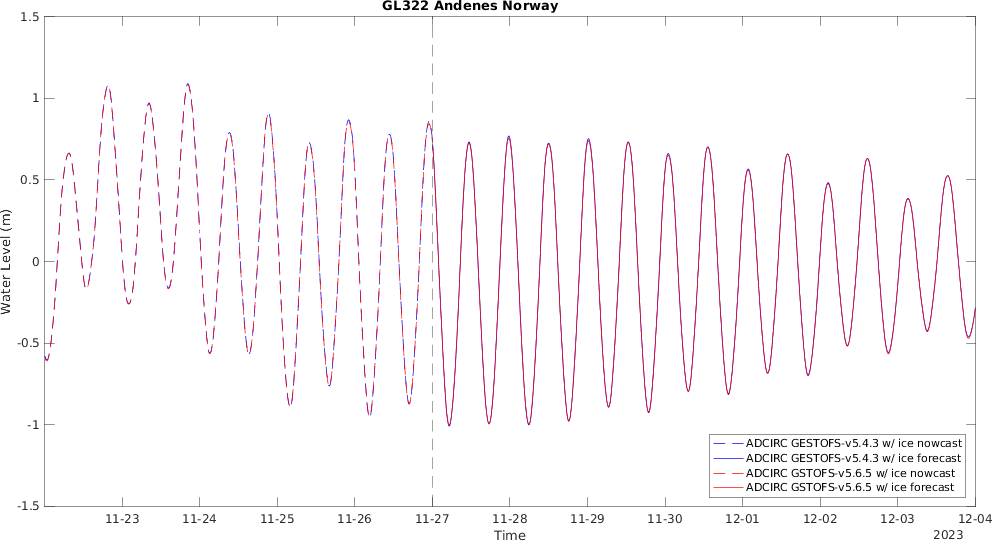 GL322 Andenes Norway
1.5
1
0.5
0
-0.5
-1
-1.5
Water Level (m)
ADCIRC GESTOFS-v5.4.3 w/ ice nowcast
ADCIRC GESTOFS-v5.4.3 w/ ice forecast
ADCIRC GSTOFS-v5.6.5 w/ ice nowcast
ADCIRC GSTOFS-v5.6.5 w/ ice forecast
11-23 11-24 11-25 11-26 11-27 11-28 11-29 11-30 12-01 12-02 12-03 12-04
Time
2023